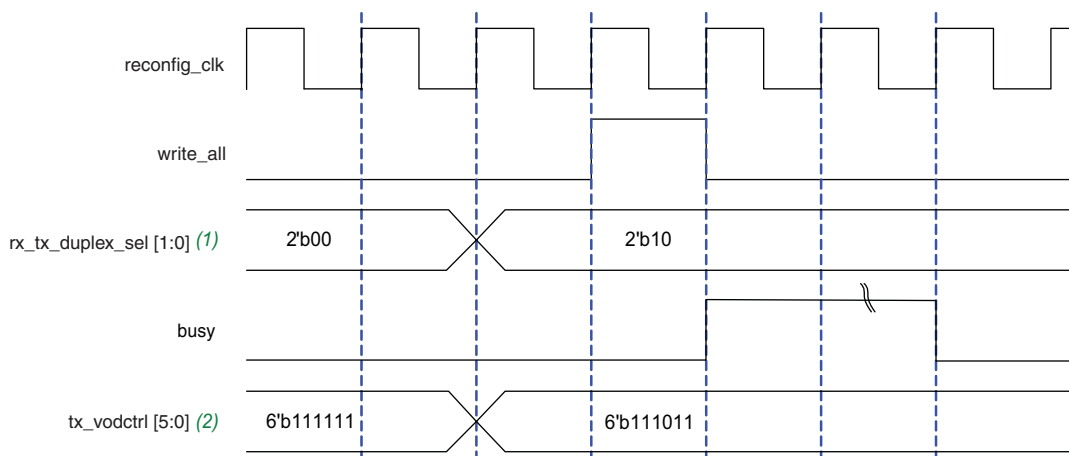 reconfig_clk
write_all
rx_tx_duplex_sel [1:0] (1) 2'b00 2'b10
busy
tx_vodctrl [5:0] (2) 6'b111111 6'b111011